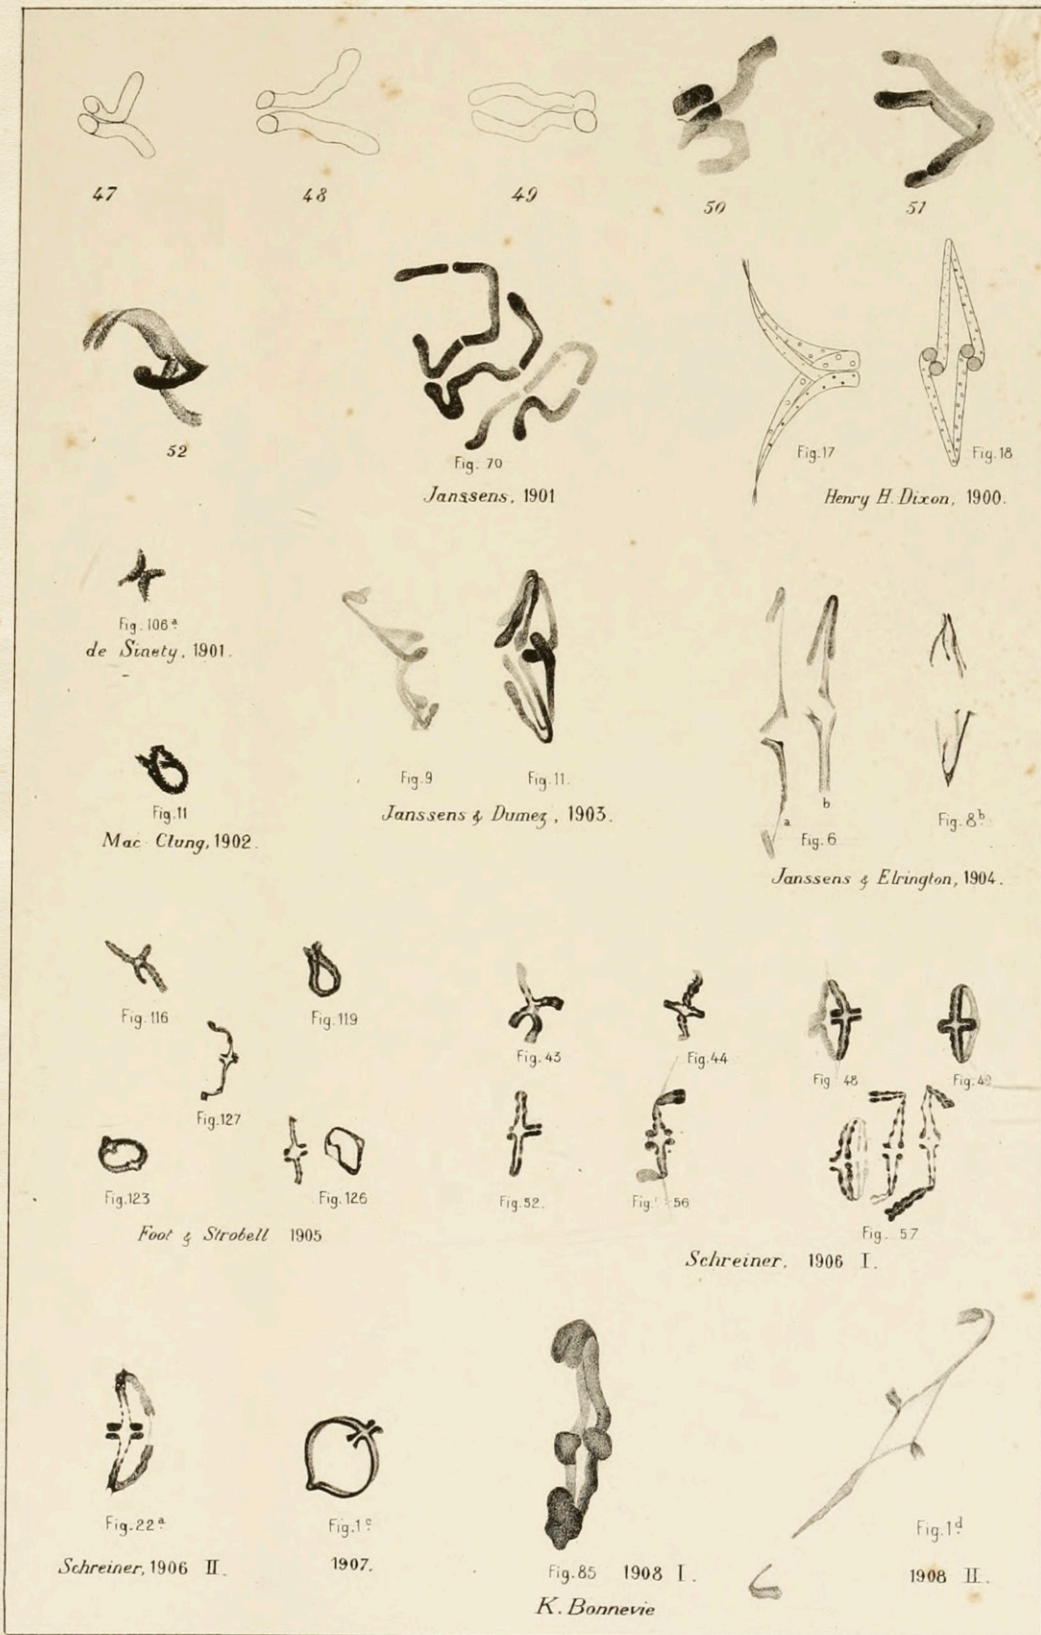 47
48
49
50
51
52
Fig. 70
Janssens, 1901
Fig.17
Fig.18
Henry H. Dixon, 1900.
Fig. 106ª
de Sinety, 1901.
Fig.11
Mac Clung, 1902.
Fig.9
Fig.11.
Janssens & Dumez, 1903.
a
b
Fig.6
Fig.8ᵇ
Janssens & Elrington, 1904.
Fig.116
Fig.119
Fig.127
Fig.123
Fig.126
Foot & Strobell 1905
Fig.43
Fig.44
Fig 48
Fig.49
Fig.52.
Fig. 56
Fig. 57
Schreiner, 1906 I.
Fig.22ª
Schreiner, 1906 II.
Fig.1ᶜ
1907.
Fig.85 1908 I.
K. Bonnevie
Fig.1ᵈ
1908 II.